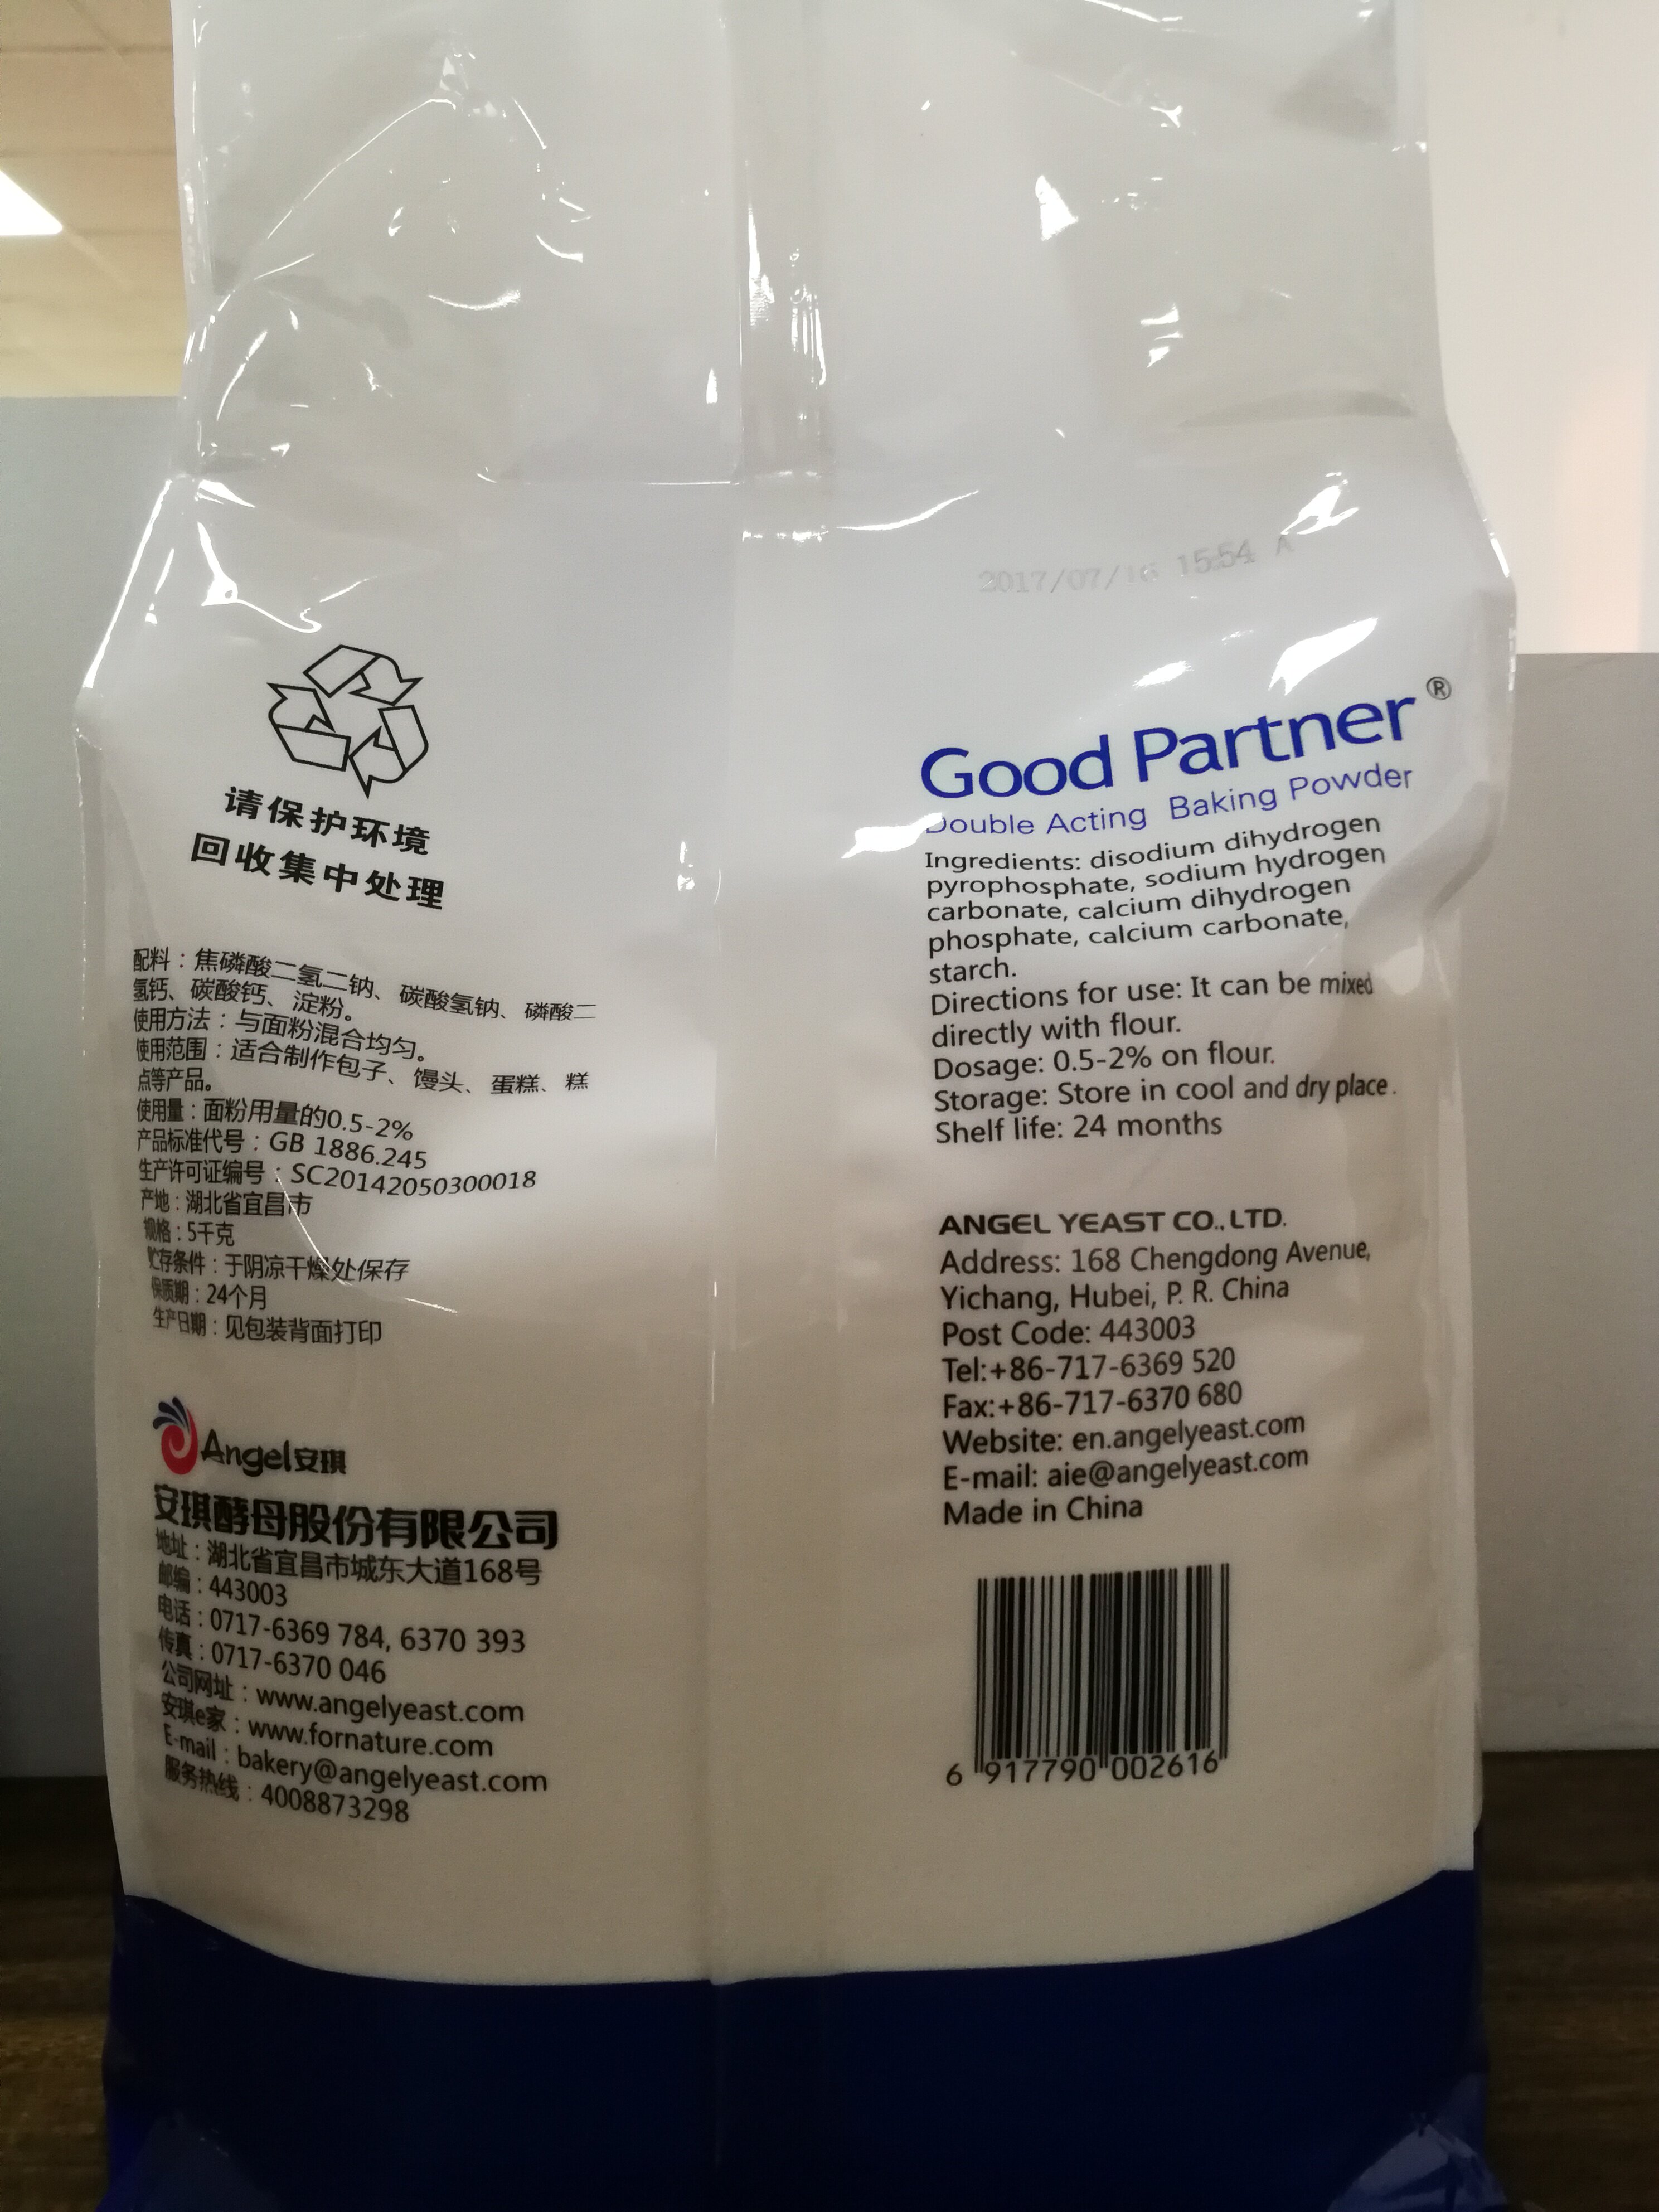 请保护环境
回收集中处理
配料：焦磷酸二氢二钠、碳酸氢钠、磷酸二
氢钙、碳酸钙、淀粉。
使用方法：与面粉混合均匀。
使用范围：适合制作包子、馒头、蛋糕、糕
点等产品。
使用量：面粉用量的0.5-2%
产品标准代号：GB 1886.245
生产许可证编号：SC20142050300018
产地：湖北省宜昌市
规格：5千克
贮存条件：于阴凉干燥处保存
保质期：24个月
生产日期：见包装背面打印
Angel安琪
安琪酵母股份有限公司
地址：湖北省宜昌市城东大道168号
邮编：443003
电话：0717-6369 784, 6370 393
传真：0717-6370 046
公司网址：www.angelyeast.com
安琪e家：www.fornature.com
E-mail：bakery@angelyeast.com
服务热线：4008873298
2017/07/16 15:54 A
Good Partner®
Double Acting Baking Powder
Ingredients: disodium dihydrogen
pyrophosphate, sodium hydrogen
carbonate, calcium dihydrogen
phosphate, calcium carbonate,
starch.
Directions for use: It can be mixed
directly with flour.
Dosage: 0.5-2% on flour.
Storage: Store in cool and dry place.
Shelf life: 24 months
ANGEL YEAST CO., LTD.
Address: 168 Chengdong Avenue,
Yichang, Hubei, P. R. China
Post Code: 443003
Tel:+86-717-6369 520
Fax:+86-717-6370 680
Website: en.angelyeast.com
E-mail: aie@angelyeast.com
Made in China
6 917790 002616